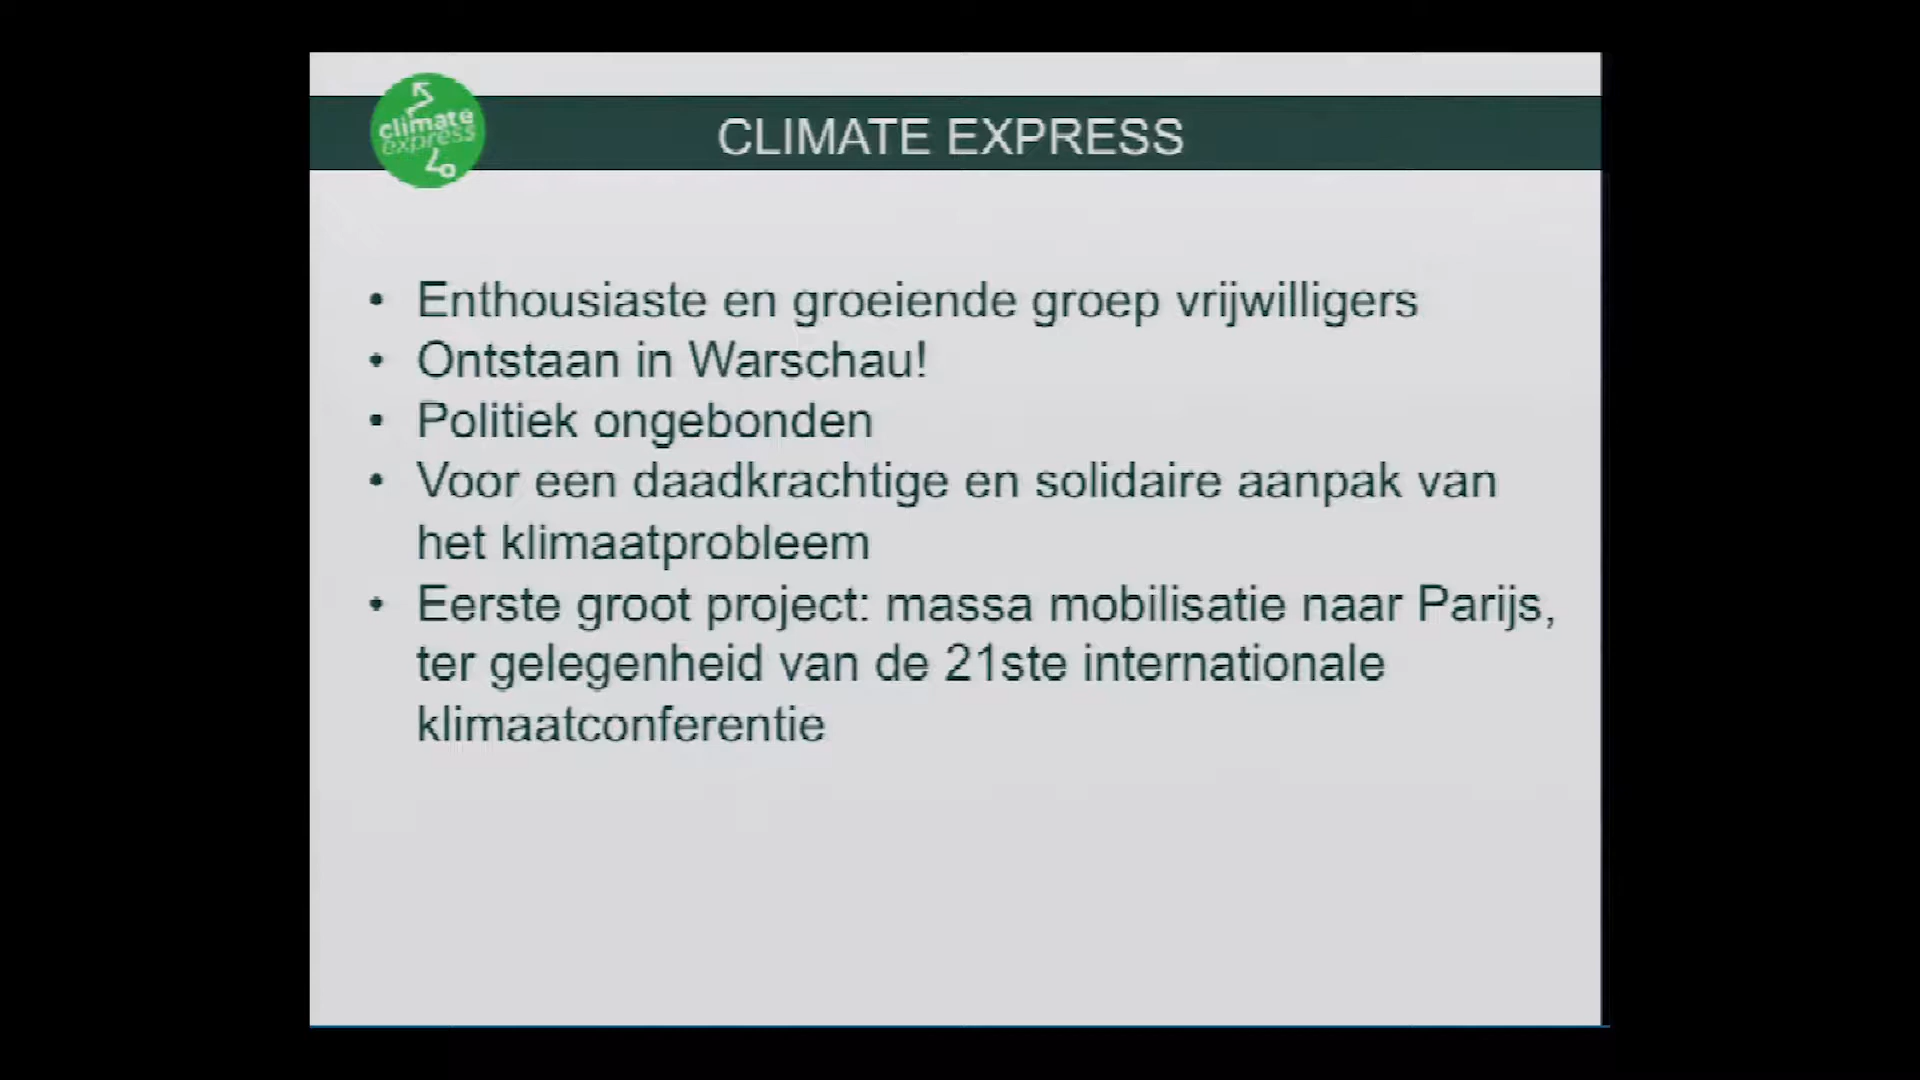 climate
express
CLIMATE EXPRESS
• Enthousiaste en groeiende groep vrijwilligers
• Ontstaan in Warschau!
• Politiek ongebonden
• Voor een daadkrachtige en solidaire aanpak van
het klimaatprobleem
• Eerste groot project: massa mobilisatie naar Parijs,
ter gelegenheid van de 21ste internationale
klimaatconferentie